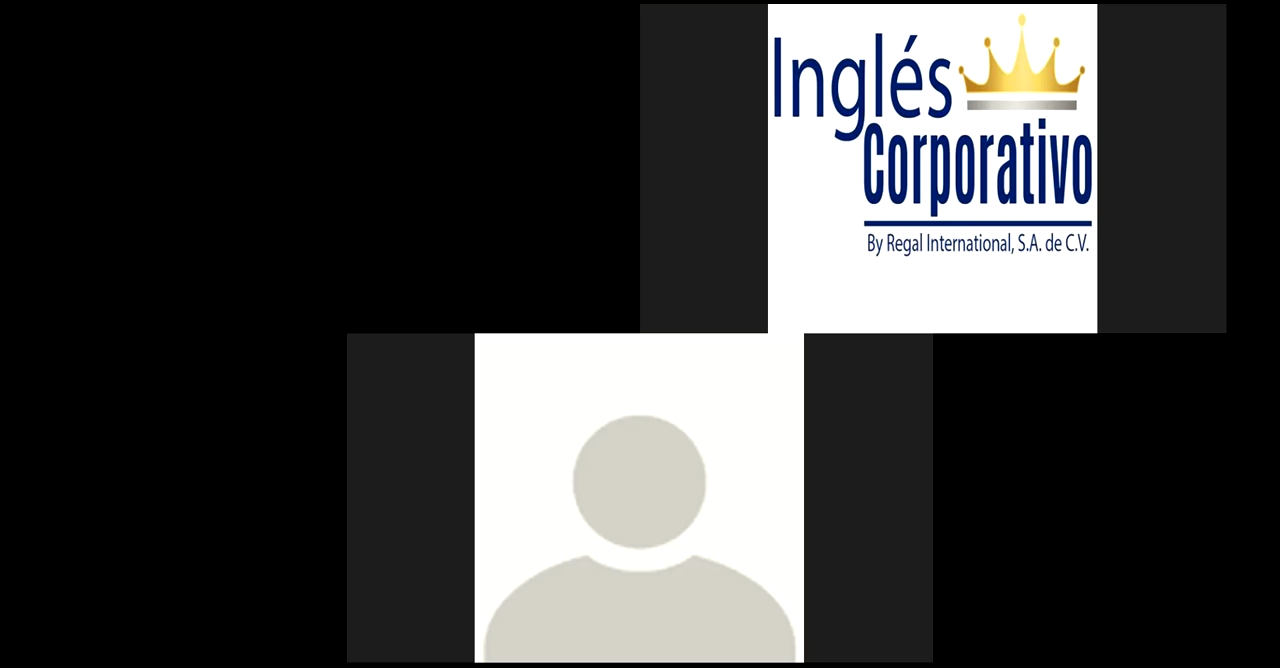 Inglés
Corporativo
By Regal International, S.A. de C.V.